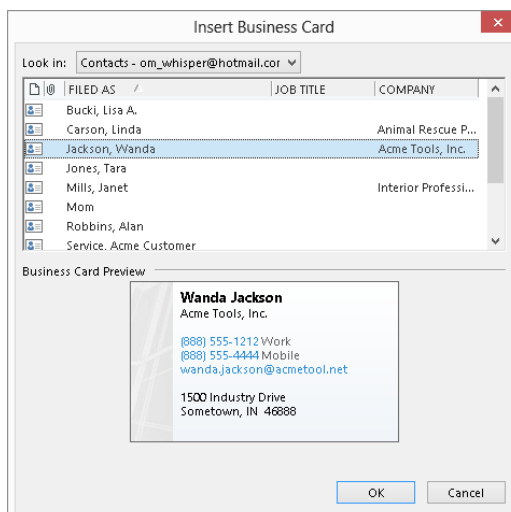 Insert Business Card
Look in: Contacts - om_whisper@hotmail.cor
FILED AS JOB TITLE COMPANY
Bucki, Lisa A.
Carson, Linda Animal Rescue P...
Jackson, Wanda Acme Tools, Inc.
Jones, Tara
Mills, Janet Interior Professi...
Mom
Robbins, Alan
Service, Acme Customer
Business Card Preview
Wanda Jackson
Acme Tools, Inc.
(888) 555-1212 Work
(888) 555-4444 Mobile
wanda.jackson@acmetool.net
1500 Industry Drive
Sometown, IN 46888
OK Cancel